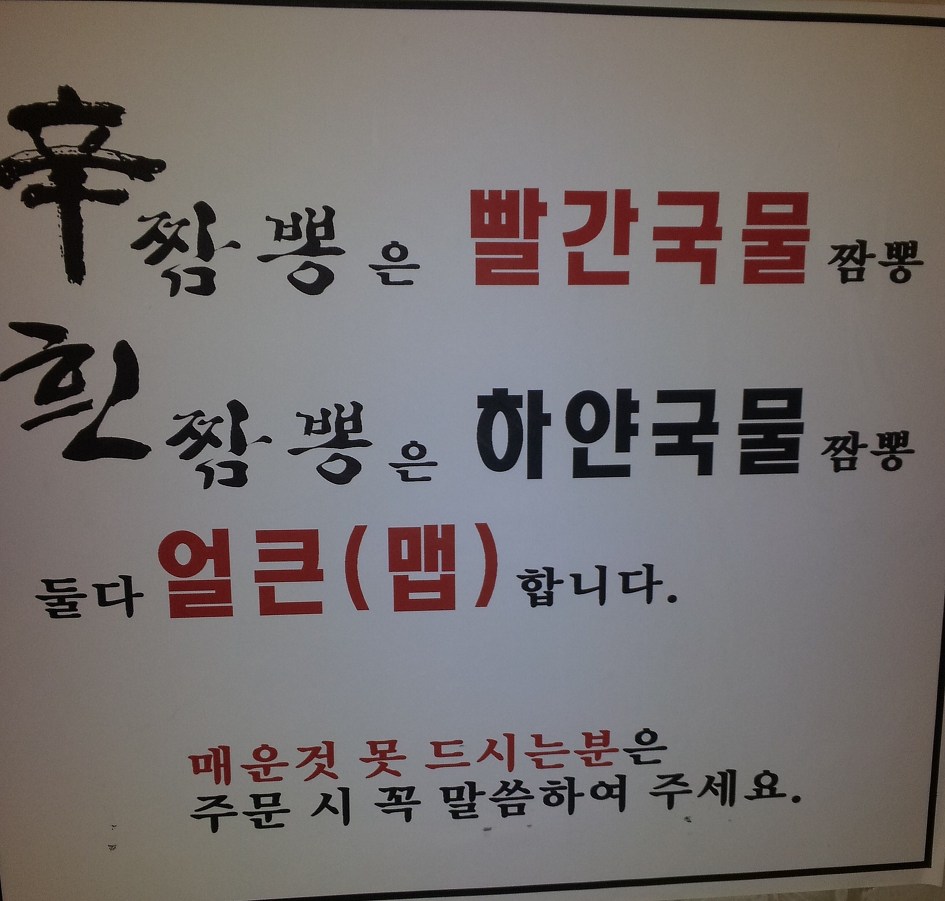 辛짬뽕은 빨간국물 짬뽕
흰짬뽕은 하얀국물 짬뽕
둘다 얼큰(맵)합니다.
매운것 못 드시는분은
주문 시 꼭 말씀하여 주세요.